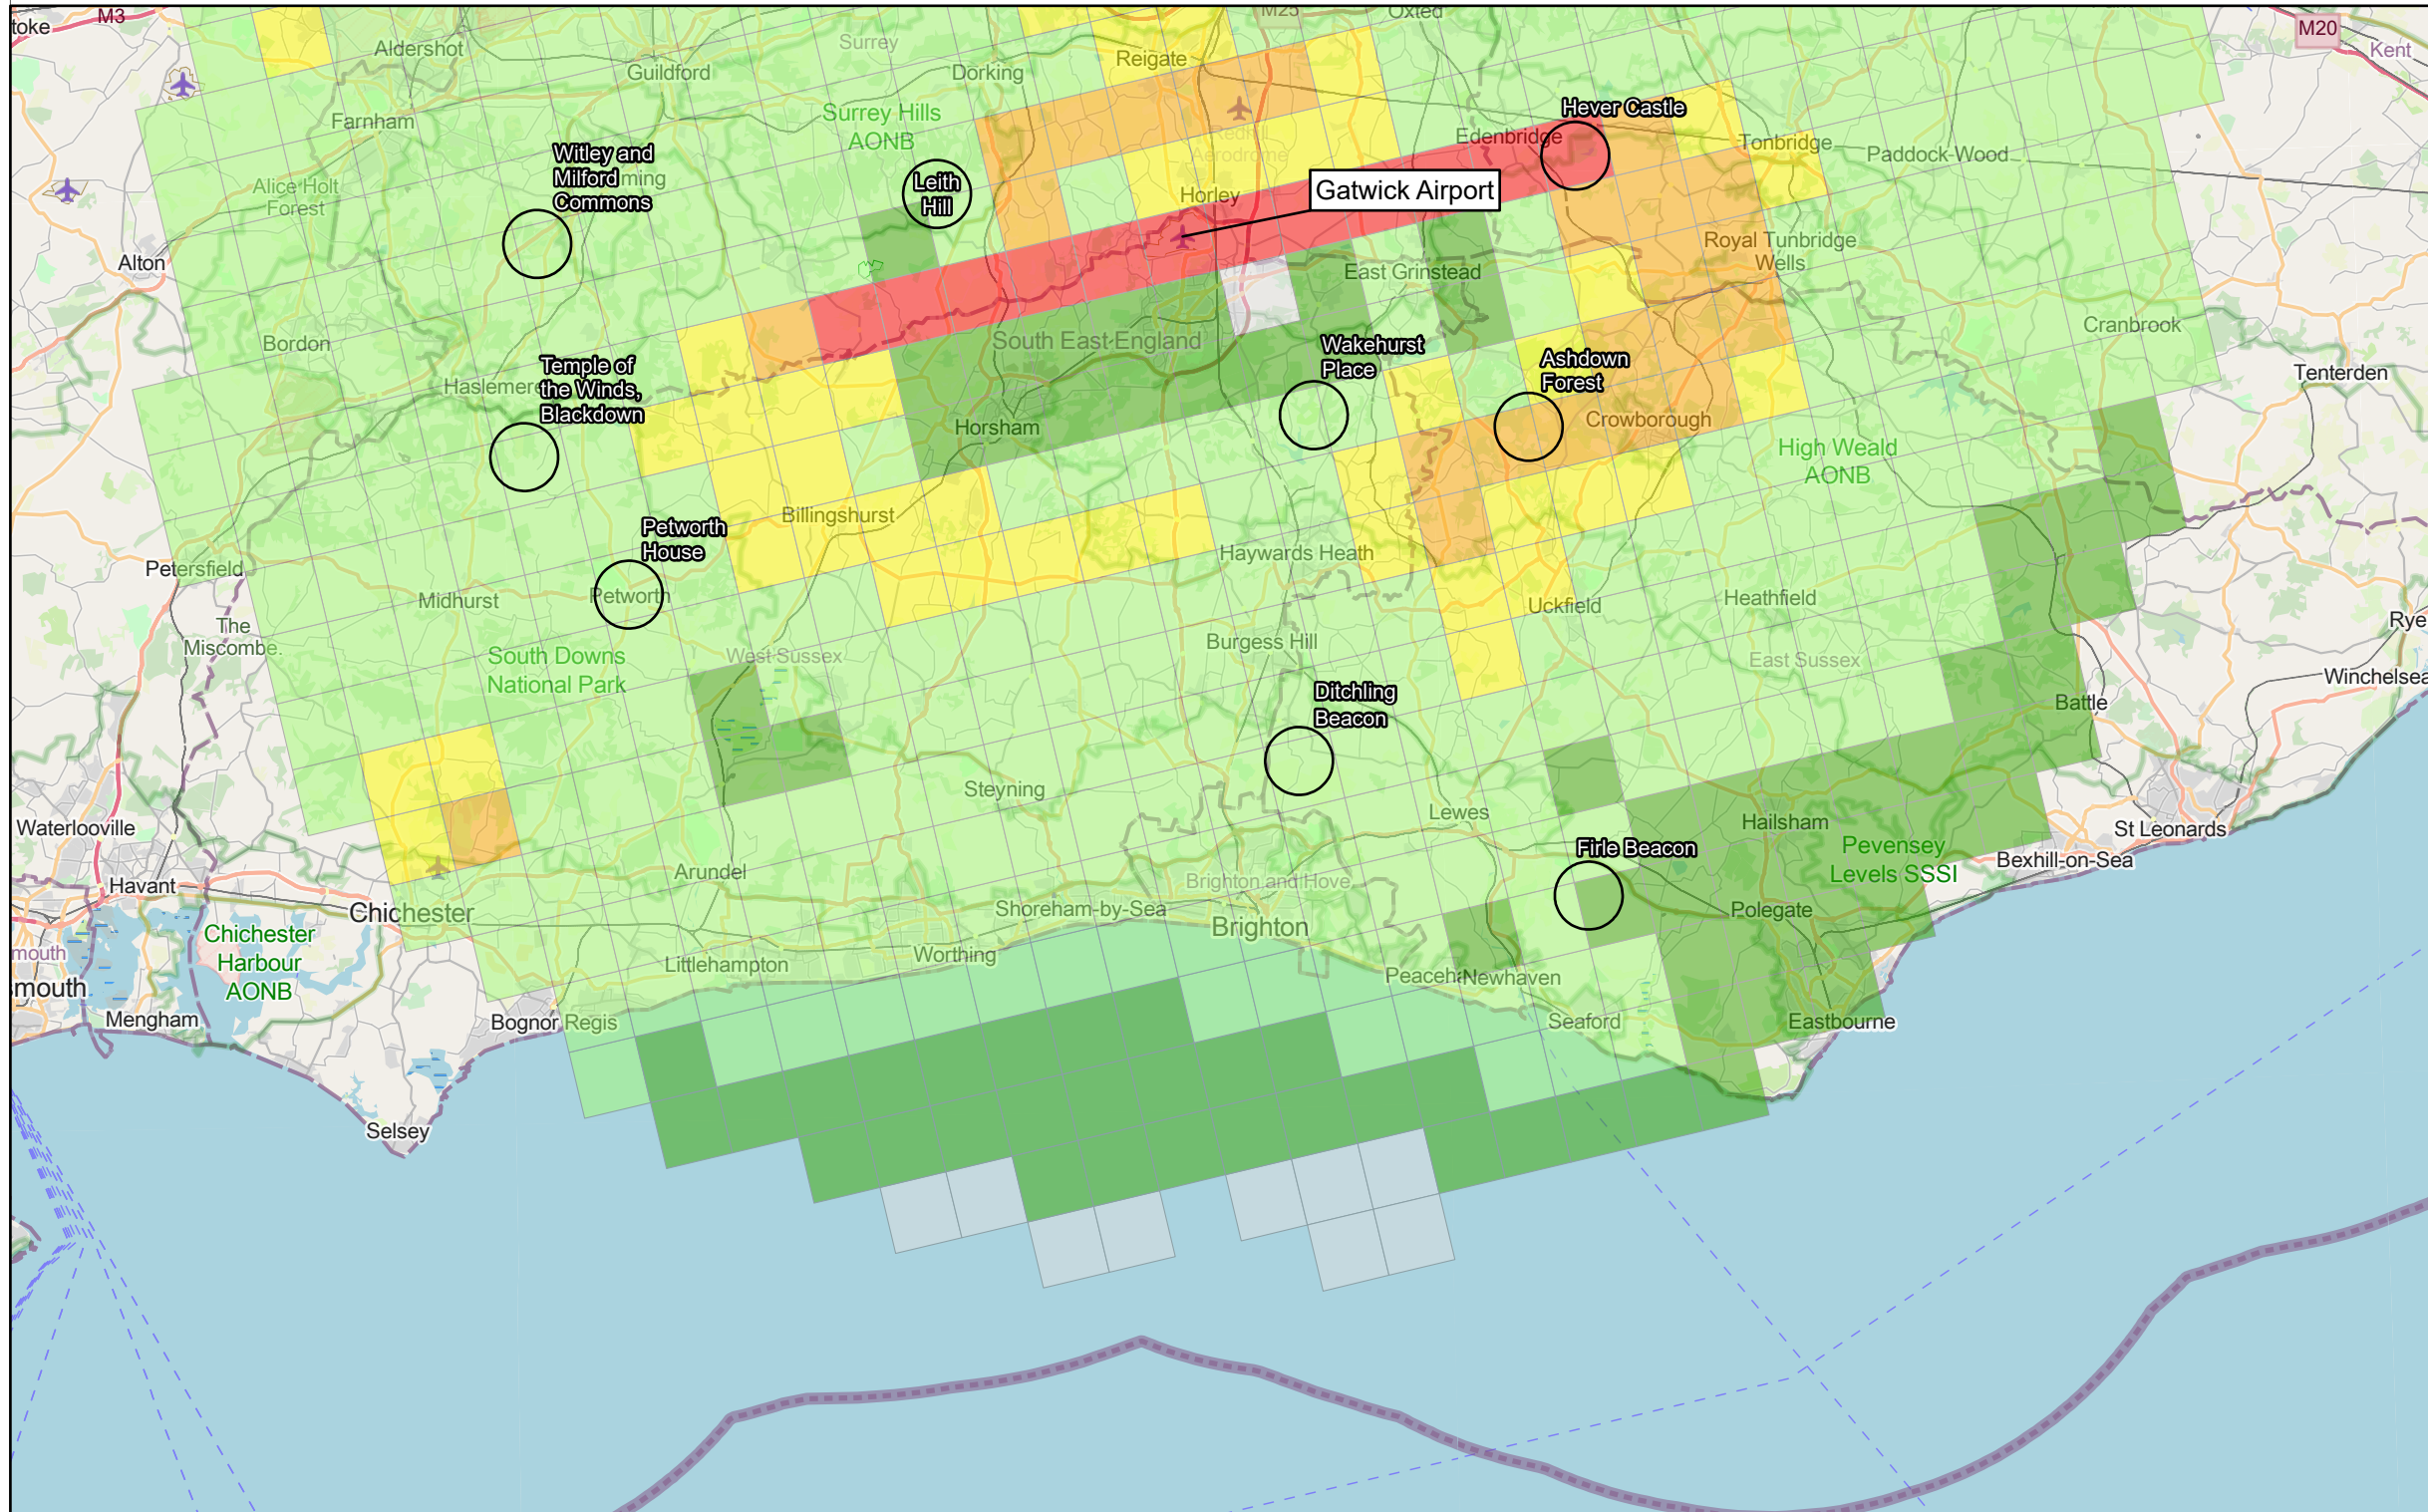 toke
M3
Aldershot
Surrey
Guildford
Dorking
Reigate
M25
Oxted
M20
Kent
Farnham
Surrey Hills
AONB
Redhill
Aerodrome
Hever Castle
Edenbridge
Tonbridge
Paddock Wood
Witley and
Milford
Commons
ming
Alice Holt
Forest
Leith
Hill
Horley
Gatwick Airport
Alton
East Grinstead
Royal Tunbridge
Wells
Bordon
South East England
Cranbrook
Haslemere
Temple of
the Winds,
Blackdown
Wakehurst
Place
Ashdown
Forest
Tenterden
Horsham
Crowborough
High Weald
AONB
Billingshurst
Petworth
House
Haywards Heath
Petersfield
Midhurst
Petworth
Uckfield
Heathfield
Rye
The
Miscombe.
South Downs
National Park
West Sussex
Burgess Hill
East Sussex
Winchelsea
Battle
Ditchling
Beacon
Steyning
Lewes
Hailsham
Waterlooville
St Leonards
Pevensey
Levels SSSI
Firle Beacon
Bexhill-on-Sea
Havant
Arundel
Brighton and Hove
Chichester
Shoreham-by-Sea
Brighton
Polegate
Chichester
Harbour
AONB
mouth
smouth
Littlehampton
Worthing
Peaceha
Newhaven
Mengham
Bognor Regis
Seaford
Eastbourne
Selsey